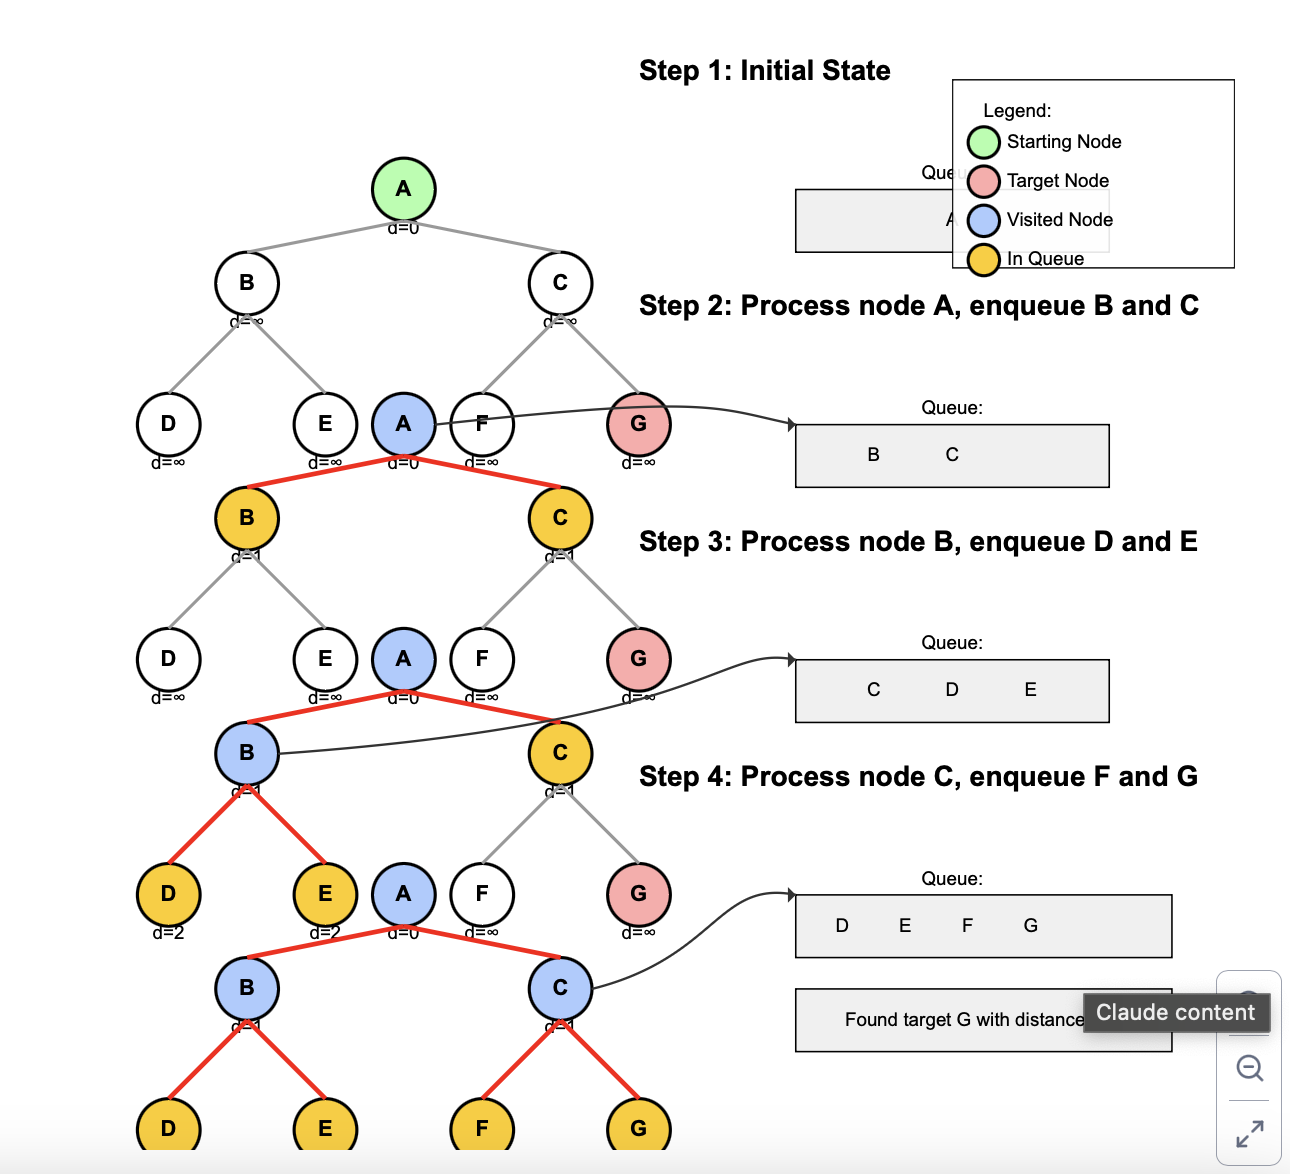 Step 1: Initial State
Legend:
Starting Node
Queu
Target Node
A
d=0
A
Visited Node
In Queue
B
C
d=∞
d=∞
Step 2: Process node A, enqueue B and C
Queue:
D
E
A
F
G
d=∞
d=∞
d=0
d=∞
d=∞
B
C
B
C
d=1
d=1
Step 3: Process node B, enqueue D and E
Queue:
D
E
A
F
G
d=∞
d=∞
d=0
d=∞
d=∞
C
D
E
B
C
d=1
d=1
Step 4: Process node C, enqueue F and G
Queue:
D
E
A
F
G
d=2
d=2
d=0
d=∞
d=∞
D
E
F
G
B
C
d=1
d=1
Found target G with distance
Claude content
D
E
F
G